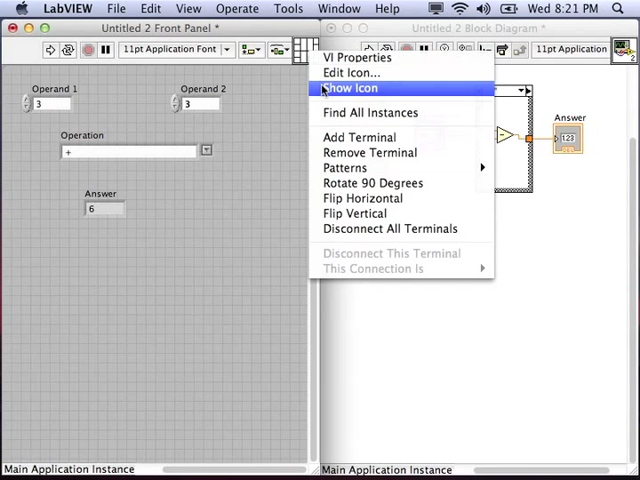 LabVIEW File Edit View Operate Tools Window Help Wed 8:21 PM
Untitled 2 Front Panel *
Untitled 2 Block Diagram *
11pt Application Font
11pt Application
2
VI Properties
Edit Icon...
Show Icon
Find All Instances
Add Terminal
Remove Terminal
Patterns
Rotate 90 Degrees
Flip Horizontal
Flip Vertical
Disconnect All Terminals
Disconnect This Terminal
This Connection Is
Operand 1
3
Operand 2
3
Operation
+
Answer
6
Answer
123
Main Application Instance
Main Application Instance